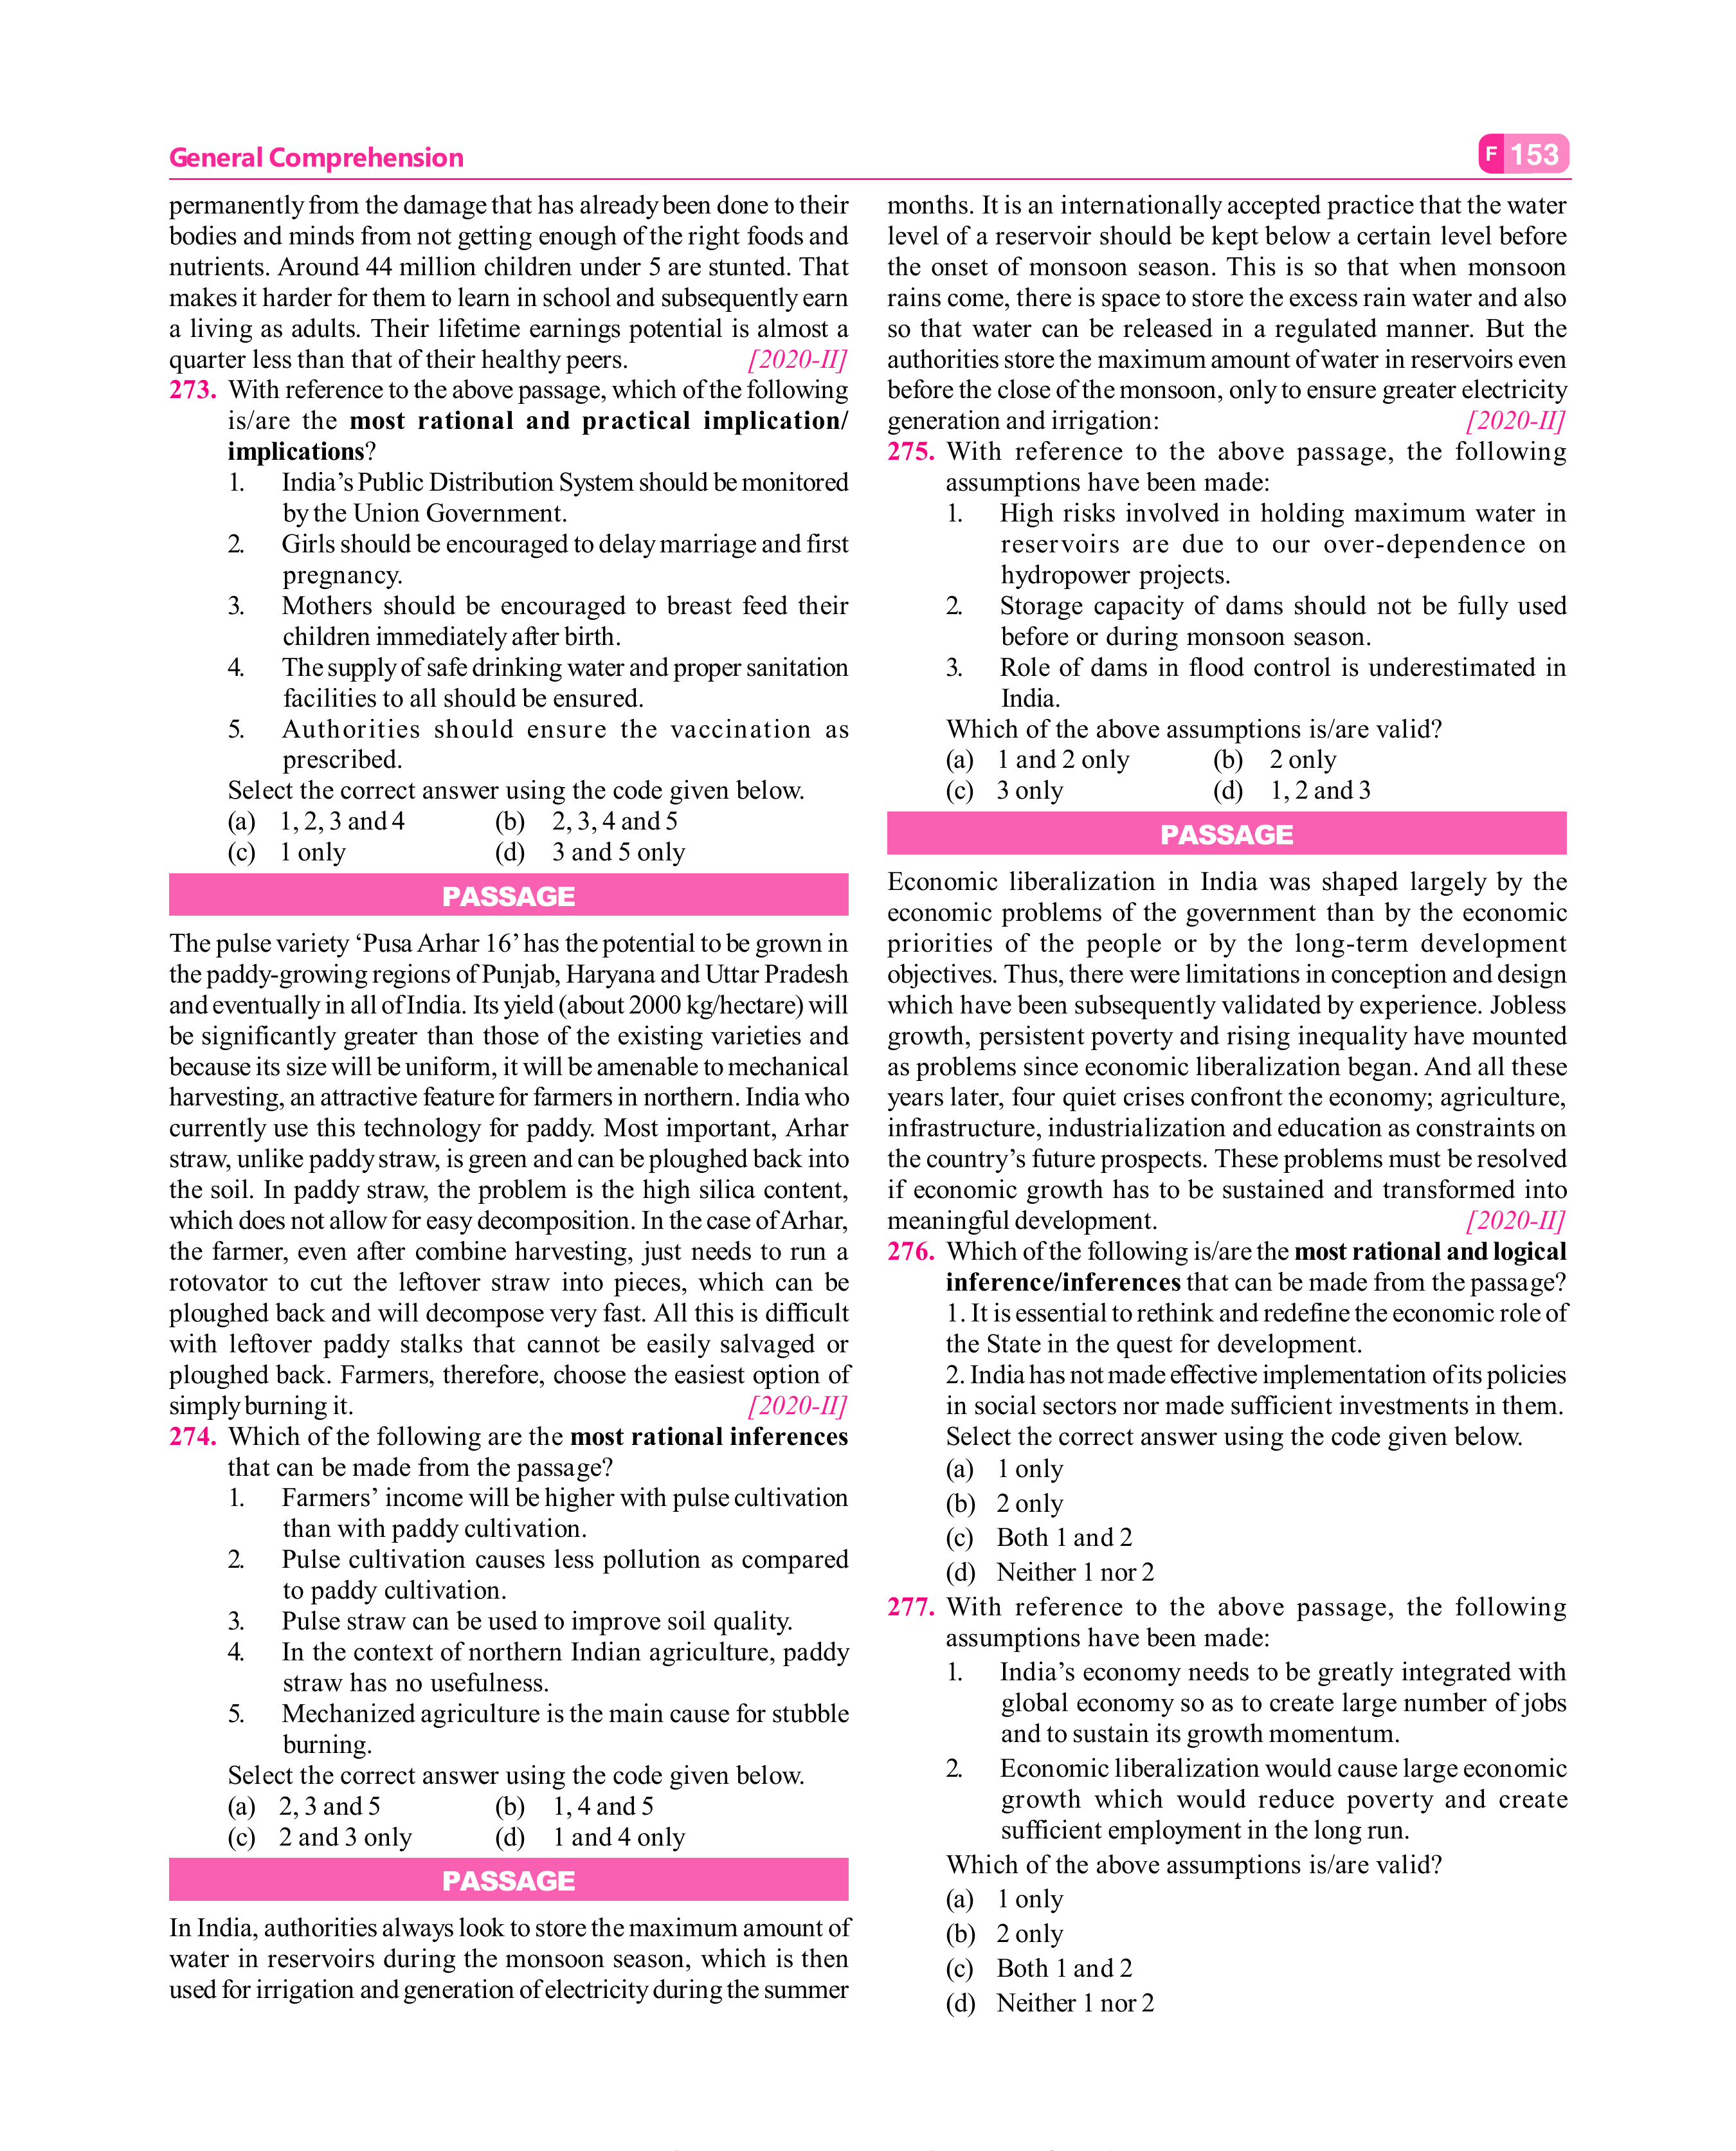 General Comprehension
F 153
permanently from the damage that has already been done to their
bodies and minds from not getting enough of the right foods and
nutrients. Around 44 million children under 5 are stunted. That
makes it harder for them to learn in school and subsequently earn
a living as adults. Their lifetime earnings potential is almost a
quarter less than that of their healthy peers. [2020-II]
273. With reference to the above passage, which of the following
is/are the most rational and practical implication/
implications?
1. India’s Public Distribution System should be monitored
by the Union Government.
2. Girls should be encouraged to delay marriage and first
pregnancy.
3. Mothers should be encouraged to breast feed their
children immediately after birth.
4. The supply of safe drinking water and proper sanitation
facilities to all should be ensured.
5. Authorities should ensure the vaccination as
prescribed.
Select the correct answer using the code given below.
(a) 1, 2, 3 and 4 (b) 2, 3, 4 and 5
(c) 1 only (d) 3 and 5 only
PASSAGE
The pulse variety ‘Pusa Arhar 16’ has the potential to be grown in
the paddy-growing regions of Punjab, Haryana and Uttar Pradesh
and eventually in all of India. Its yield (about 2000 kg/hectare) will
be significantly greater than those of the existing varieties and
because its size will be uniform, it will be amenable to mechanical
harvesting, an attractive feature for farmers in northern. India who
currently use this technology for paddy. Most important, Arhar
straw, unlike paddy straw, is green and can be ploughed back into
the soil. In paddy straw, the problem is the high silica content,
which does not allow for easy decomposition. In the case of Arhar,
the farmer, even after combine harvesting, just needs to run a
rotovator to cut the leftover straw into pieces, which can be
ploughed back and will decompose very fast. All this is difficult
with leftover paddy stalks that cannot be easily salvaged or
ploughed back. Farmers, therefore, choose the easiest option of
simply burning it. [2020-II]
274. Which of the following are the most rational inferences
that can be made from the passage?
1. Farmers’ income will be higher with pulse cultivation
than with paddy cultivation.
2. Pulse cultivation causes less pollution as compared
to paddy cultivation.
3. Pulse straw can be used to improve soil quality.
4. In the context of northern Indian agriculture, paddy
straw has no usefulness.
5. Mechanized agriculture is the main cause for stubble
burning.
Select the correct answer using the code given below.
(a) 2, 3 and 5 (b) 1, 4 and 5
(c) 2 and 3 only (d) 1 and 4 only
PASSAGE
In India, authorities always look to store the maximum amount of
water in reservoirs during the monsoon season, which is then
used for irrigation and generation of electricity during the summer
months. It is an internationally accepted practice that the water
level of a reservoir should be kept below a certain level before
the onset of monsoon season. This is so that when monsoon
rains come, there is space to store the excess rain water and also
so that water can be released in a regulated manner. But the
authorities store the maximum amount of water in reservoirs even
before the close of the monsoon, only to ensure greater electricity
generation and irrigation: [2020-II]
275. With reference to the above passage, the following
assumptions have been made:
1. High risks involved in holding maximum water in
reservoirs are due to our over-dependence on
hydropower projects.
2. Storage capacity of dams should not be fully used
before or during monsoon season.
3. Role of dams in flood control is underestimated in
India.
Which of the above assumptions is/are valid?
(a) 1 and 2 only (b) 2 only
(c) 3 only (d) 1, 2 and 3
PASSAGE
Economic liberalization in India was shaped largely by the
economic problems of the government than by the economic
priorities of the people or by the long-term development
objectives. Thus, there were limitations in conception and design
which have been subsequently validated by experience. Jobless
growth, persistent poverty and rising inequality have mounted
as problems since economic liberalization began. And all these
years later, four quiet crises confront the economy; agriculture,
infrastructure, industrialization and education as constraints on
the country’s future prospects. These problems must be resolved
if economic growth has to be sustained and transformed into
meaningful development. [2020-II]
276. Which of the following is/are the most rational and logical
inference/inferences that can be made from the passage?
1. It is essential to rethink and redefine the economic role of
the State in the quest for development.
2. India has not made effective implementation of its policies
in social sectors nor made sufficient investments in them.
Select the correct answer using the code given below.
(a) 1 only
(b) 2 only
(c) Both 1 and 2
(d) Neither 1 nor 2
277. With reference to the above passage, the following
assumptions have been made:
1. India’s economy needs to be greatly integrated with
global economy so as to create large number of jobs
and to sustain its growth momentum.
2. Economic liberalization would cause large economic
growth which would reduce poverty and create
sufficient employment in the long run.
Which of the above assumptions is/are valid?
(a) 1 only
(b) 2 only
(c) Both 1 and 2
(d) Neither 1 nor 2